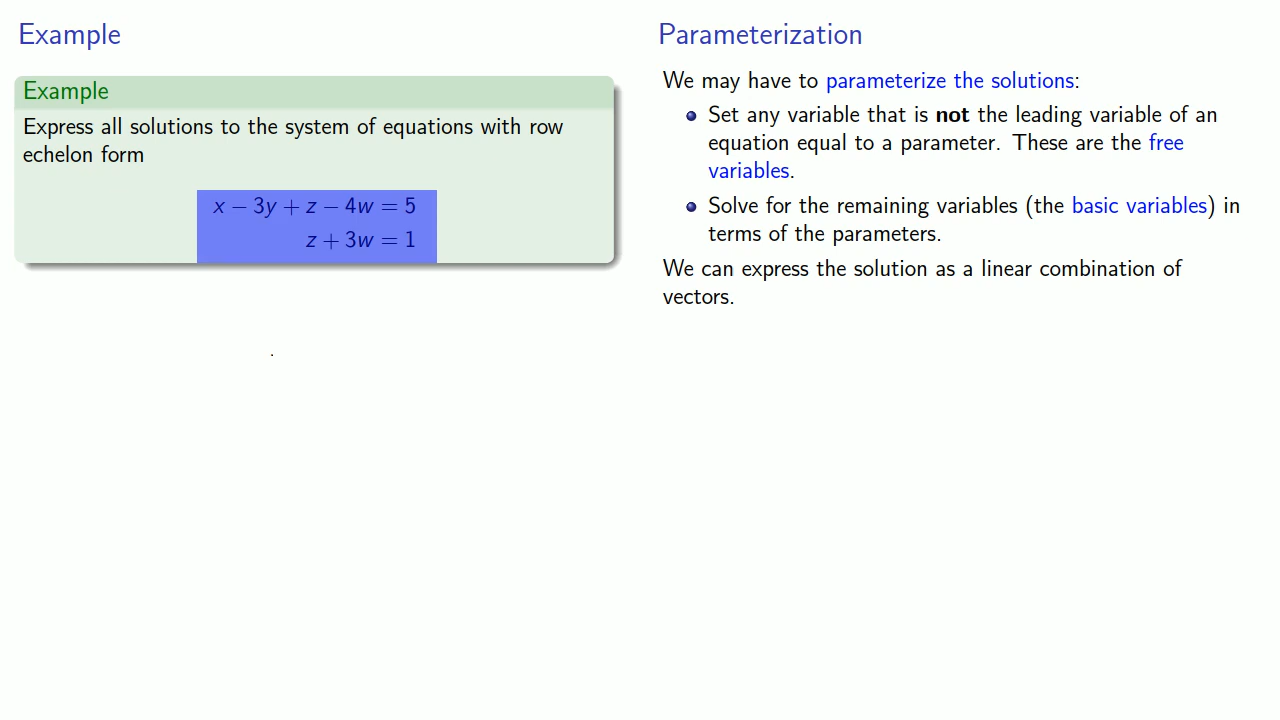 Example
Example
Express all solutions to the system of equations with row
echelon form
x − 3y + z − 4w = 5
z + 3w = 1
Parameterization
We may have to parameterize the solutions:
Set any variable that is not the leading variable of an
equation equal to a parameter. These are the free
variables.
Solve for the remaining variables (the basic variables) in
terms of the parameters.
We can express the solution as a linear combination of
vectors.